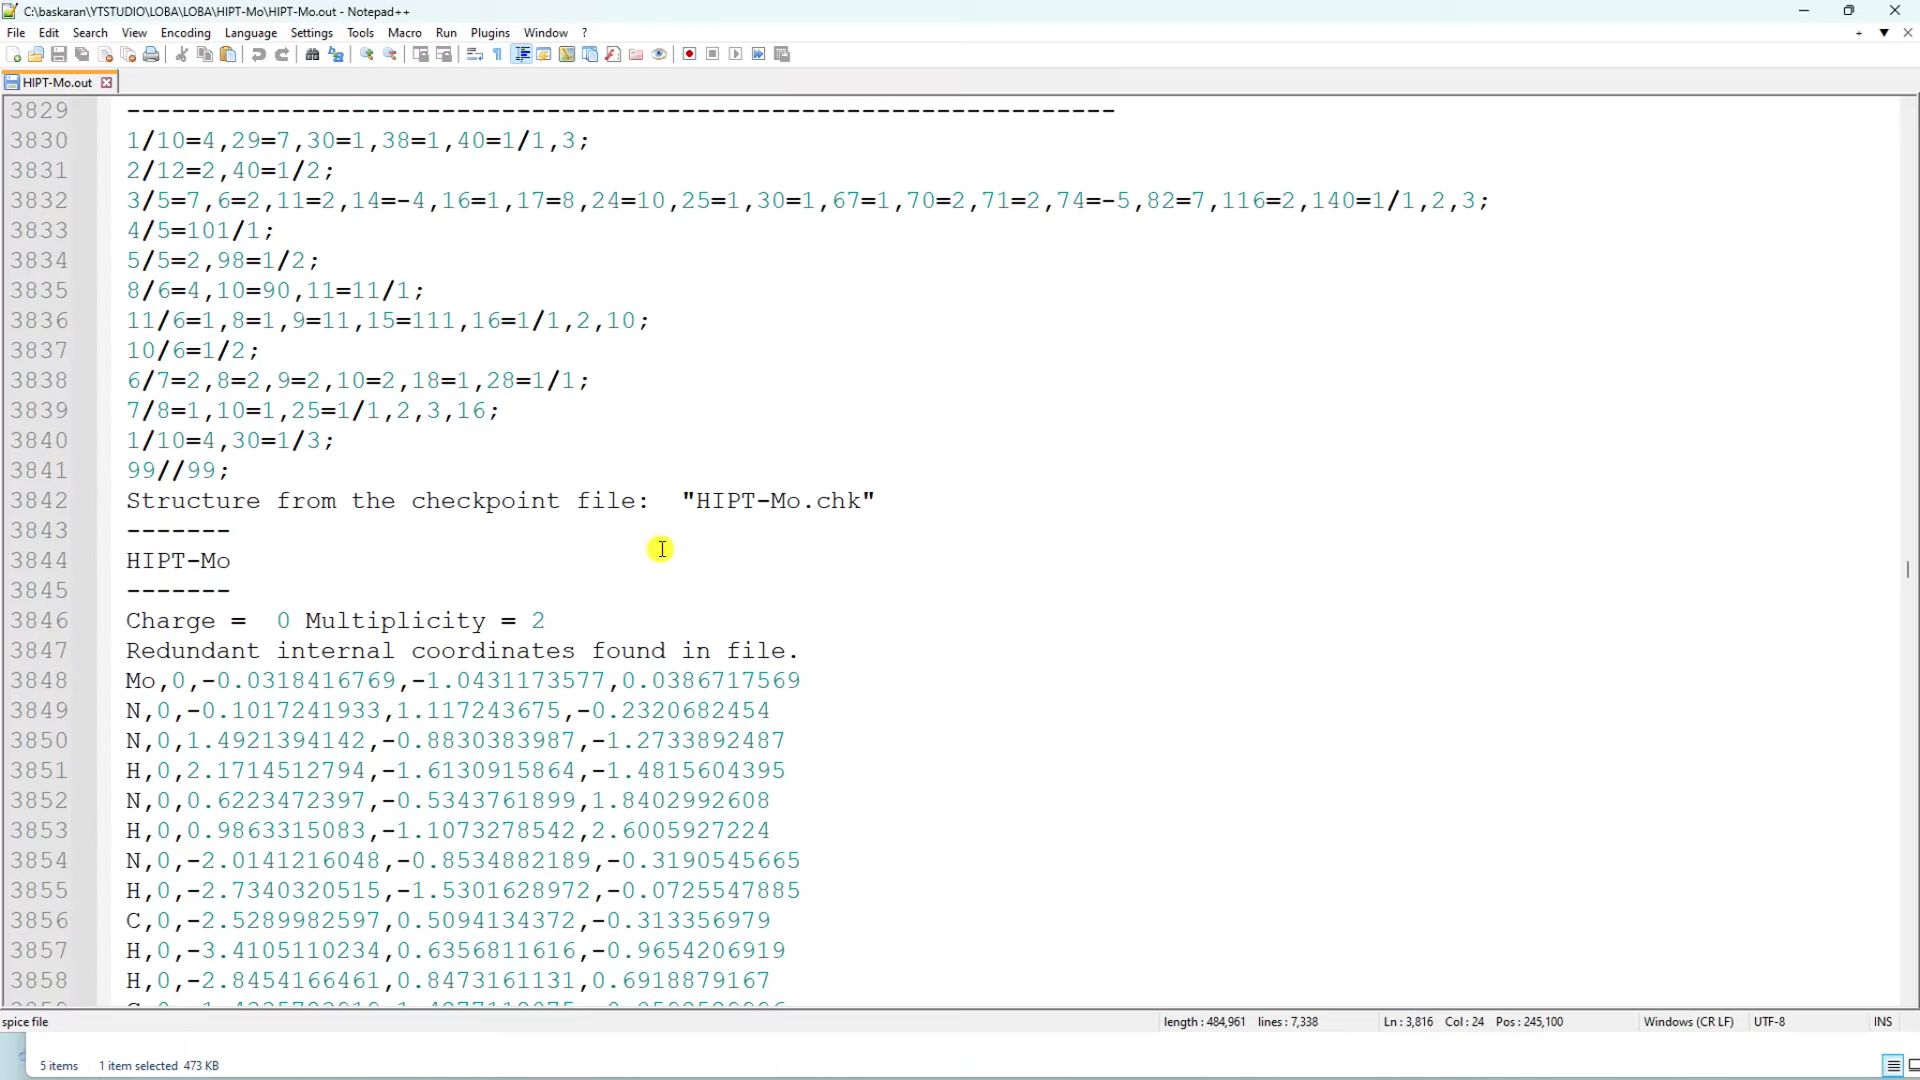 C:\baskaran\YTSTUDIO\LOBA\LOBA\HIPT-Mo\HIPT-Mo.out - Notepad++
File Edit Search View Encoding Language Settings Tools Macro Run Plugins Window ?
HIPT-Mo.out
3829 ------------------------------------------------------------------
3830 1/10=4,29=7,30=1,38=1,40=1/1,3;
3831 2/12=2,40=1/2;
3832 3/5=7,6=2,11=2,14=-4,16=1,17=8,24=10,25=1,30=1,67=1,70=2,71=2,74=-5,82=7,116=2,140=1/1,2,3;
3833 4/5=101/1;
3834 5/5=2,98=1/2;
3835 8/6=4,10=90,11=11/1;
3836 11/6=1,8=1,9=11,15=111,16=1/1,2,10;
3837 10/6=1/2;
3838 6/7=2,8=2,9=2,10=2,18=1,28=1/1;
3839 7/8=1,10=1,25=1/1,2,3,16;
3840 1/10=4,30=1/3;
3841 99//99;
3842 Structure from the checkpoint file:  "HIPT-Mo.chk"
3843 -------
3844 HIPT-Mo
3845 -------
3846 Charge =  0 Multiplicity = 2
3847 Redundant internal coordinates found in file.
3848 Mo,0,-0.0318416769,-1.0431173577,0.0386717569
3849 N,0,-0.1017241933,1.117243675,-0.2320682454
3850 N,0,1.4921394142,-0.8830383987,-1.2733892487
3851 H,0,2.1714512794,-1.6130915864,-1.4815604395
3852 N,0,0.6223472397,-0.5343761899,1.8402992608
3853 H,0,0.9863315083,-1.1073278542,2.6005927224
3854 N,0,-2.0141216048,-0.8534882189,-0.3190545665
3855 H,0,-2.7340320515,-1.5301628972,-0.0725547885
3856 C,0,-2.5289982597,0.5094134372,-0.313356979
3857 H,0,-3.4105110234,0.6356811616,-0.9654206919
3858 H,0,-2.8454166461,0.8473161131,0.6918879167
spice file length : 484,961 lines : 7,338 Ln : 3,816 Col : 24 Pos : 245,100 Windows (CR LF) UTF-8 INS
5 items 1 item selected 473 KB